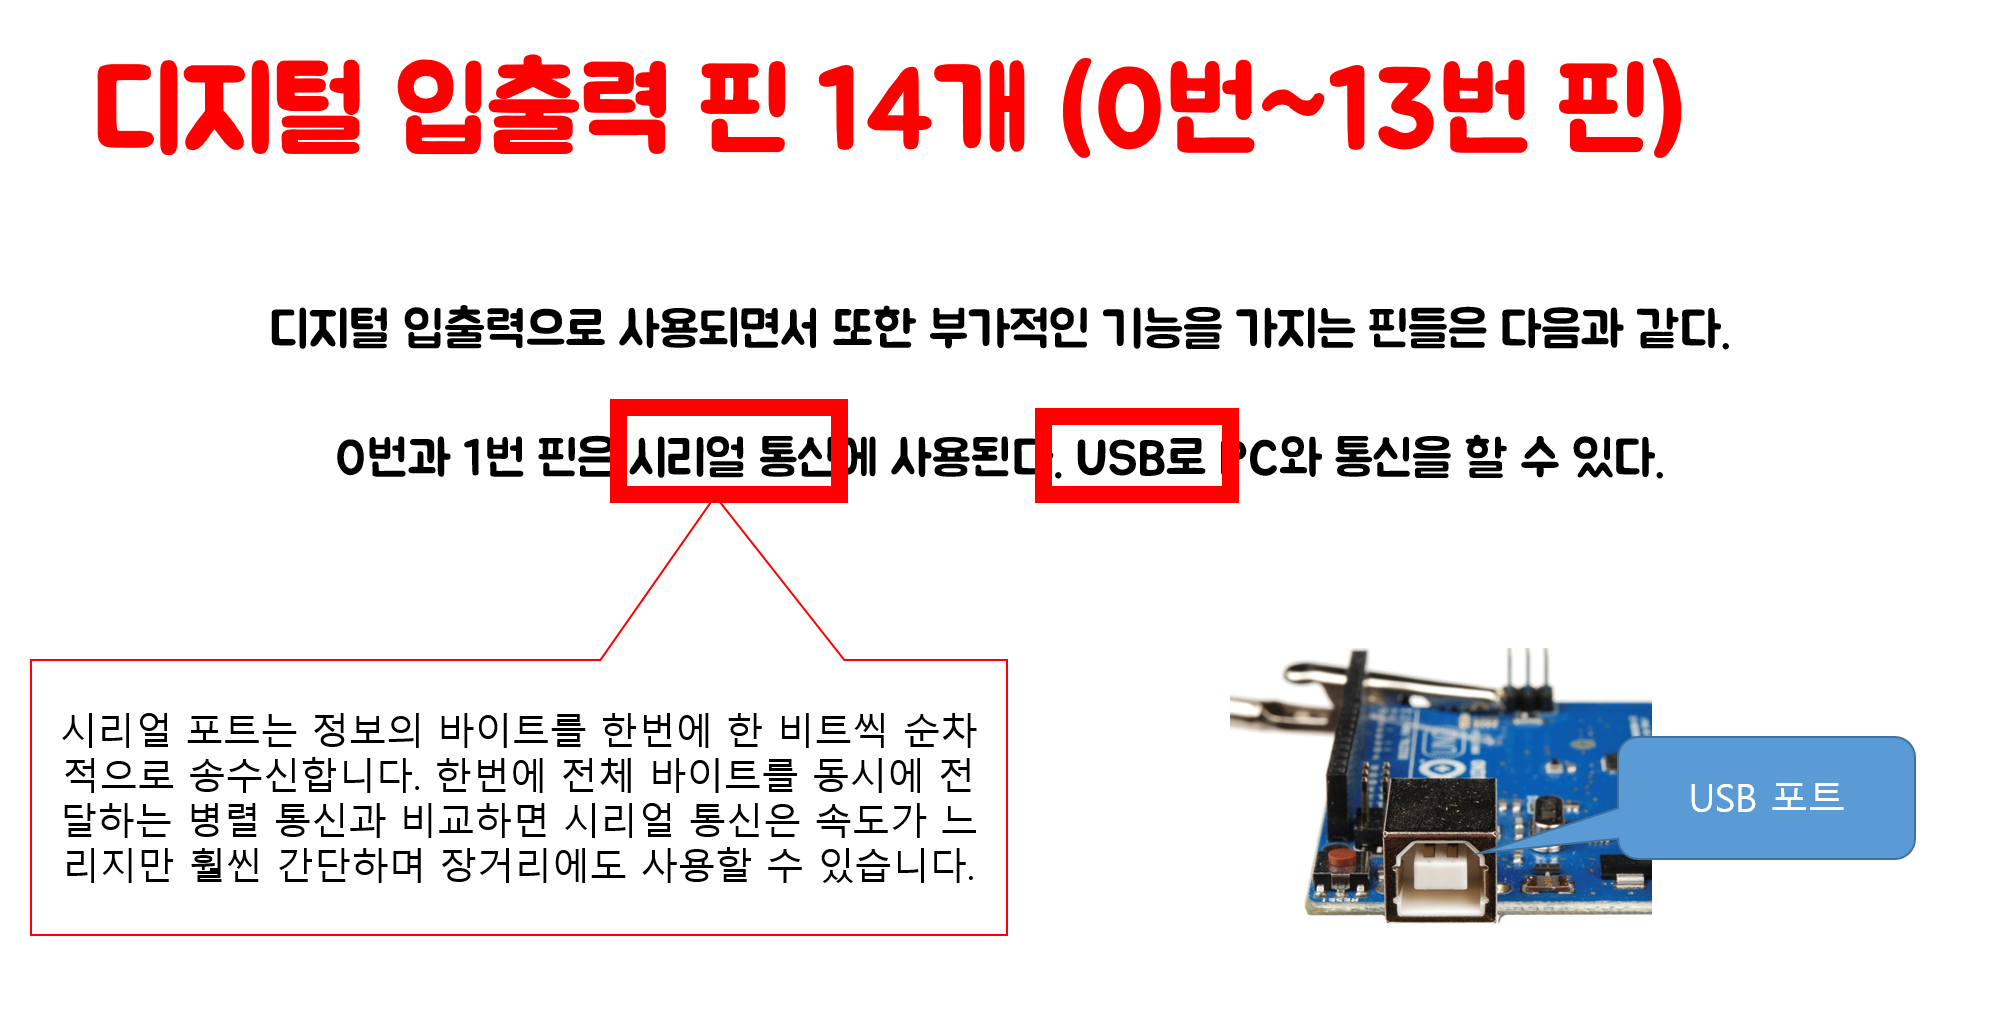 디지털 입출력 핀 14개 (0번~13번 핀)
디지털 입출력으로 사용되면서 또한 부가적인 기능을 가지는 핀들은 다음과 같다.
0번과 1번 핀은 시리얼 통신에 사용된다. USB로 PC와 통신을 할 수 있다.
시리얼 포트는 정보의 바이트를 한번에 한 비트씩 순차
적으로 송수신합니다. 한번에 전체 바이트를 동시에 전
달하는 병렬 통신과 비교하면 시리얼 통신은 속도가 느
리지만 훨씬 간단하며 장거리에도 사용할 수 있습니다.
USB 포트
UNO
RESET